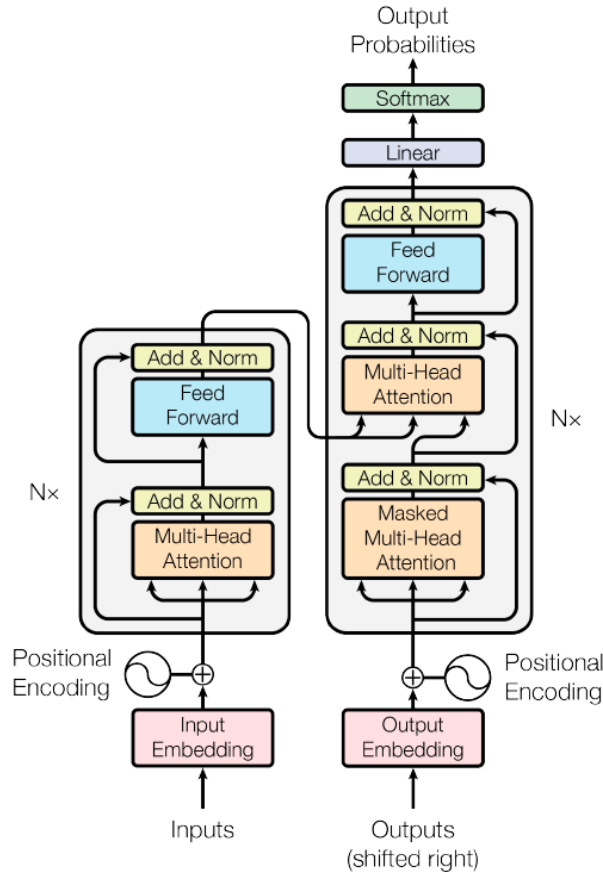 Output
Probabilities
Softmax
Linear
Add & Norm
Feed
Forward
Add & Norm
Multi-Head
Attention
Add & Norm
Masked
Multi-Head
Attention
Nx
Add & Norm
Feed
Forward
Add & Norm
Multi-Head
Attention
Nx
Positional
Encoding
Positional
Encoding
Input
Embedding
Output
Embedding
Inputs
Outputs
(shifted right)